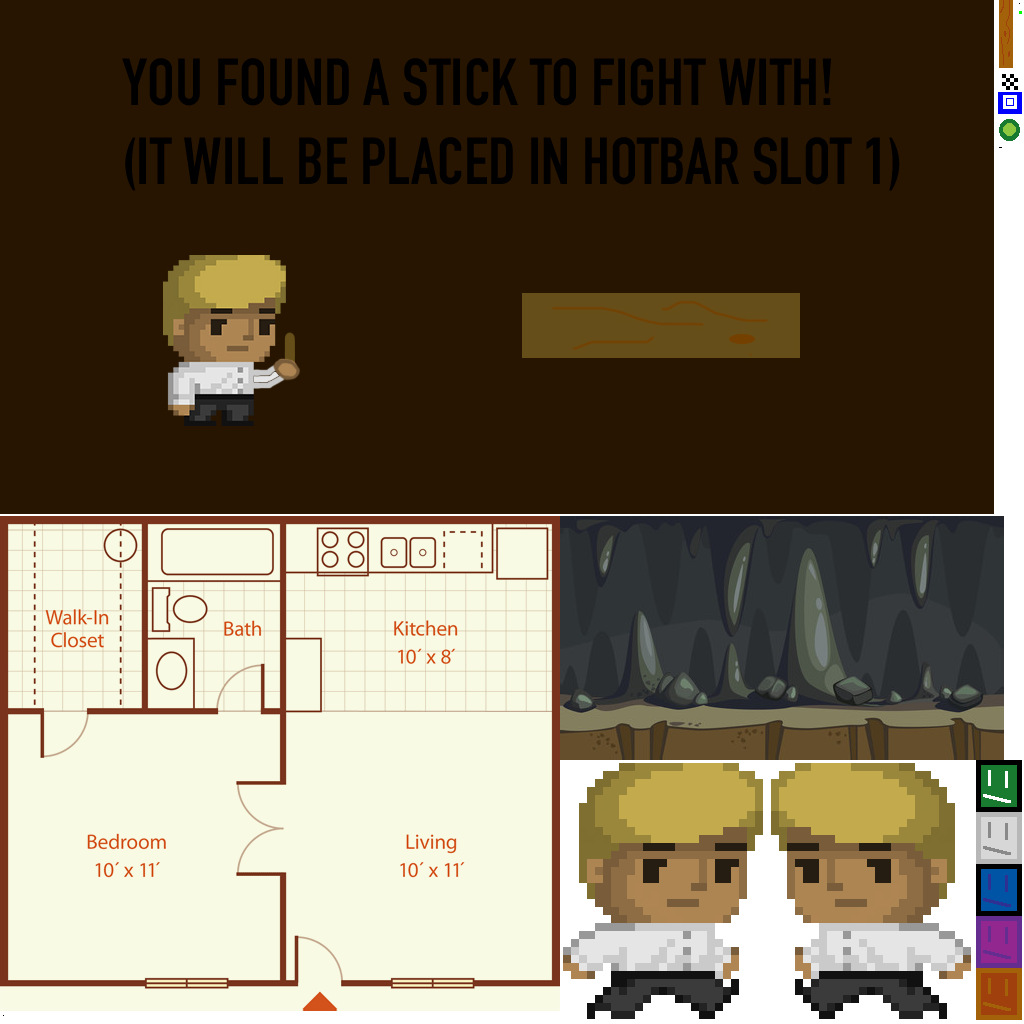 YOU FOUND A STICK TO FIGHT WITH!
(IT WILL BE PLACED IN HOTBAR SLOT 1)
Walk-In
Closet
Bath
Kitchen
10´ x 8´
Bedroom
10´ x 11´
Living
10´ x 11´